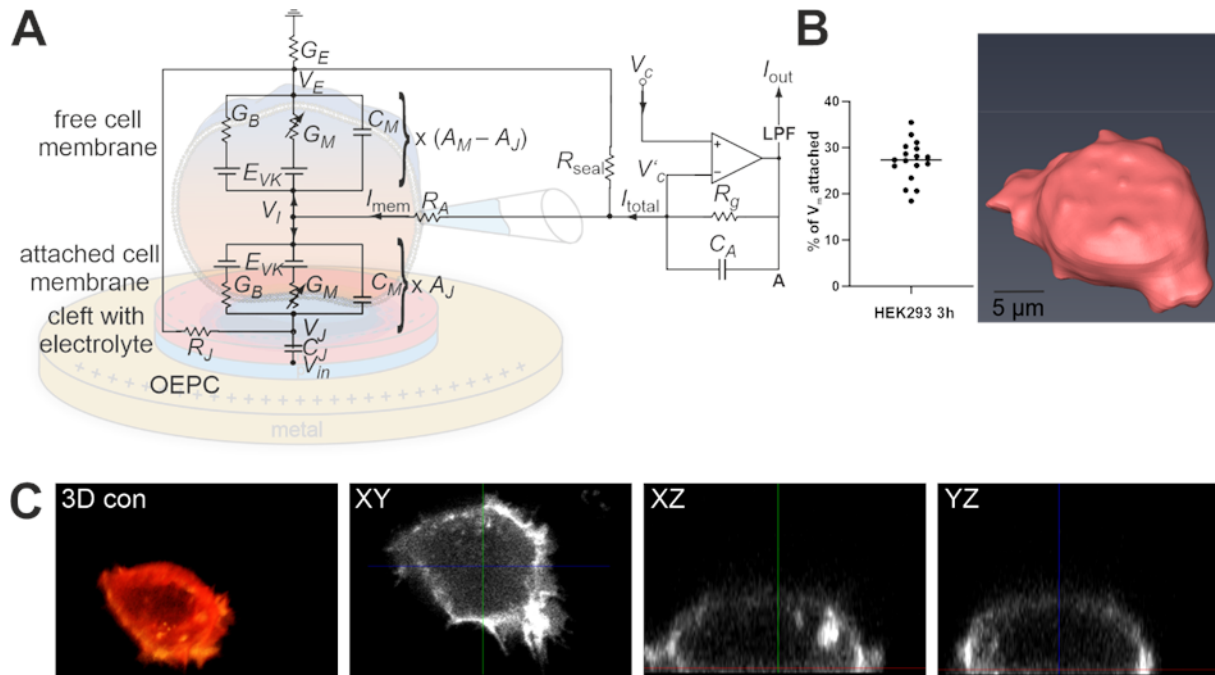 A
G_E
V_E
free cell
membrane
G_B
G_M
C_M
x (A_M – A_J)
E_VK
V_I
I_mem
R_A
R_seal
I_total
V_c
V'_c
I_out
LPF
+
–
R_g
C_A
A
attached cell
membrane
E_VK
G_B
G_M
C_M
x A_J
cleft with
electrolyte
V_J
R_J
C_J
V_in
OEPC
+ + + + + + + + + + + + + + + + +
metal
B
% of V_m attached
40
30
20
10
0
HEK293 3h
5 µm
C
3D con
XY
XZ
YZ